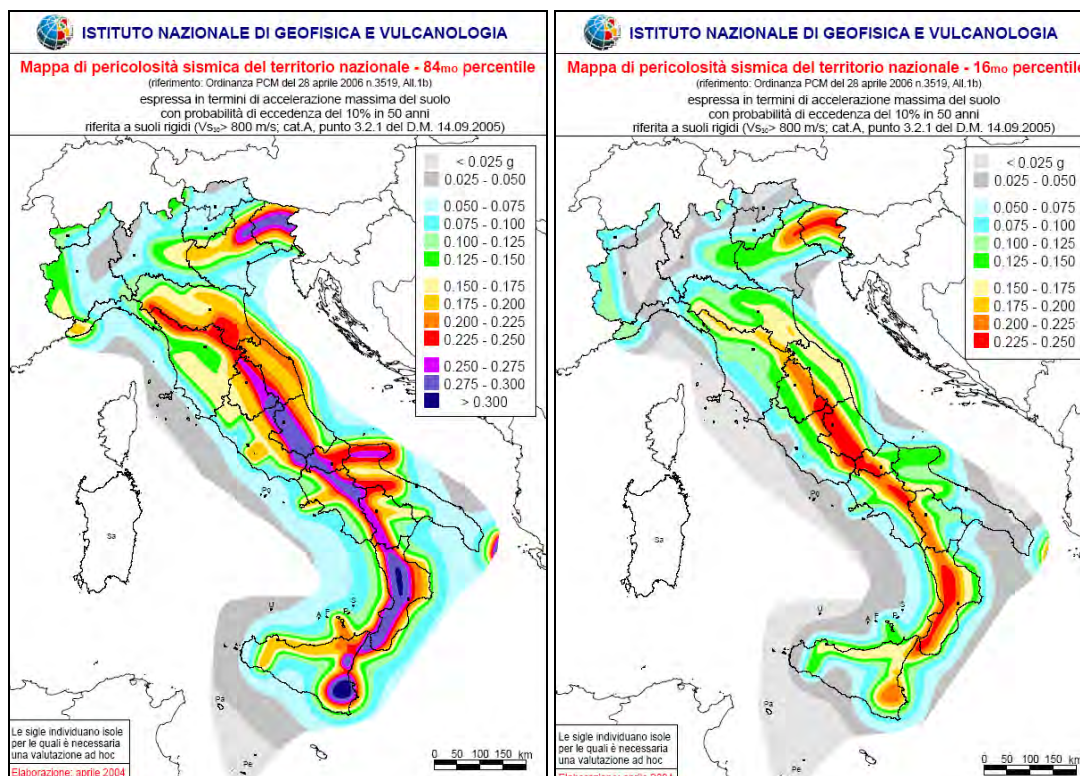 ISTITUTO NAZIONALE DI GEOFISICA E VULCANOLOGIA
Mappa di pericolosità sismica del territorio nazionale - 84mo percentile
(riferimento: Ordinanza PCM del 28 aprile 2006 n.3519, All.1b)
espressa in termini di accelerazione massima del suolo
con probabilità di eccedenza del 10% in 50 anni
riferita a suoli rigidi (Vs30> 800 m/s; cat.A, punto 3.2.1 del D.M. 14.09.2005)
< 0.025 g
0.025 - 0.050
0.050 - 0.075
0.075 - 0.100
0.100 - 0.125
0.125 - 0.150
0.150 - 0.175
0.175 - 0.200
0.200 - 0.225
0.225 - 0.250
0.250 - 0.275
0.275 - 0.300
> 0.300
Po
Sa
U
A
F
P
S
L
Pa
Pe
Le sigle individuano isole
per le quali è necessaria
una valutazione ad hoc
Elaborazione: aprile 2004
0 50 100 150 km
ISTITUTO NAZIONALE DI GEOFISICA E VULCANOLOGIA
Mappa di pericolosità sismica del territorio nazionale - 16mo percentile
(riferimento: Ordinanza PCM del 28 aprile 2006 n.3519, All.1b)
espressa in termini di accelerazione massima del suolo
con probabilità di eccedenza del 10% in 50 anni
riferita a suoli rigidi (Vs30> 800 m/s; cat.A, punto 3.2.1 del D.M. 14.09.2005)
< 0.025 g
0.025 - 0.050
0.050 - 0.075
0.075 - 0.100
0.100 - 0.125
0.125 - 0.150
0.150 - 0.175
0.175 - 0.200
0.200 - 0.225
0.225 - 0.250
Po
Sa
U
A
F
P
S
Pa
Pe
Le sigle individuano isole
per le quali è necessaria
una valutazione ad hoc
Elaborazione: aprile 2004
0 50 100 150 km